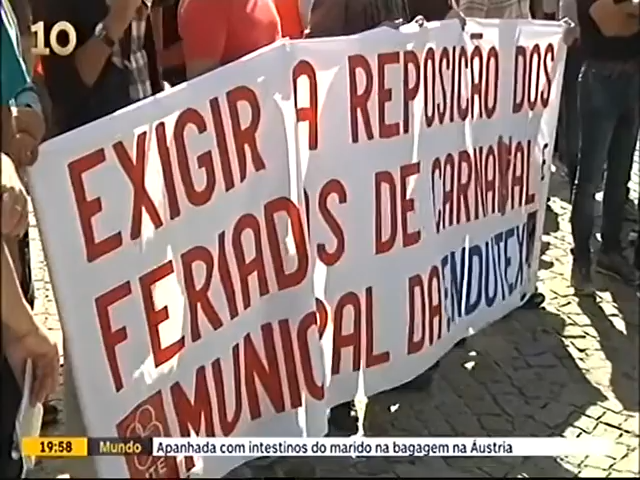 10
EXIGIR A REPOSIÇÃO DOS
FERIADOS DE CARNAVAL E
MUNICIPAL DA ENDUTEX
19:58 Mundo Apanhada com intestinos do marido na bagagem na Áustria